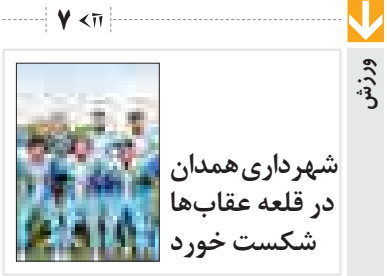 ۷
ورزش
شهرداری همدان
در قلعه عقاب‌ها
شکست خورد